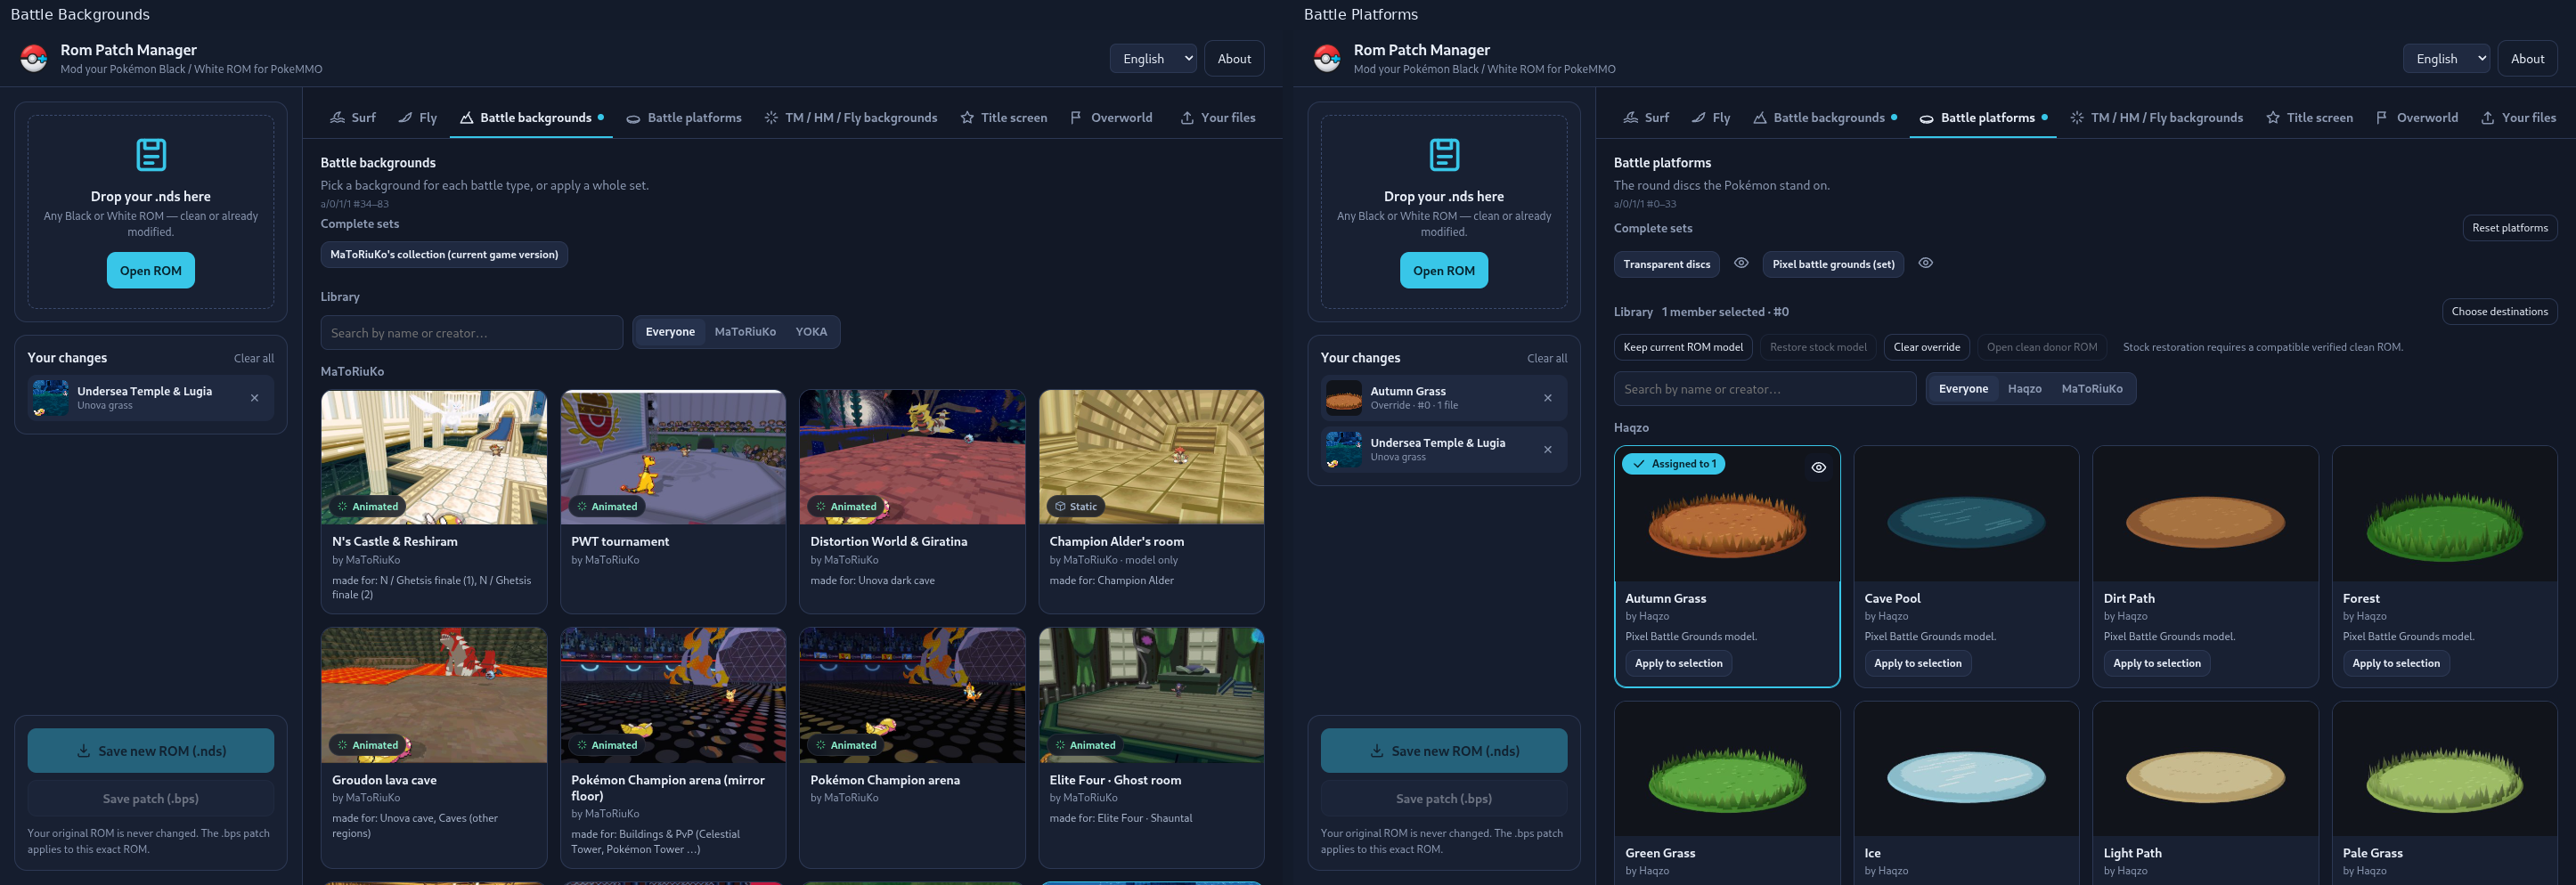 Battle Backgrounds
Rom Patch Manager
Mod your Pokémon Black / White ROM for PokeMMO
English
About
Drop your .nds here
Any Black or White ROM — clean or already
modified.
Open ROM
Your changes
Clear all
Undersea Temple & Lugia
Unova grass
Save new ROM (.nds)
Save patch (.bps)
Your original ROM is never changed. The .bps patch
applies to this exact ROM.
Surf
Fly
Battle backgrounds
Battle platforms
TM / HM / Fly backgrounds
Title screen
Overworld
Your files
Battle backgrounds
Pick a background for each battle type, or apply a whole set.
a/0/1/1 #34–83
Complete sets
MaToRiuKo's collection (current game version)
Library
Search by name or creator…
Everyone
MaToRiuKo
YOKA
MaToRiuKo
Animated
N's Castle & Reshiram
by MaToRiuKo
made for: N / Ghetsis finale (1), N / Ghetsis
finale (2)
Animated
PWT tournament
by MaToRiuKo
Animated
Distortion World & Giratina
by MaToRiuKo
made for: Unova dark cave
Static
Champion Alder's room
by MaToRiuKo · model only
made for: Champion Alder
Animated
Groudon lava cave
by MaToRiuKo
made for: Unova cave, Caves (other
regions)
Animated
Pokémon Champion arena (mirror
floor)
by MaToRiuKo
made for: Buildings & PvP (Celestial
Tower, Pokémon Tower …)
Animated
Pokémon Champion arena
by MaToRiuKo
Animated
Elite Four · Ghost room
by MaToRiuKo
made for: Elite Four · Shauntal
Battle Platforms
Rom Patch Manager
Mod your Pokémon Black / White ROM for PokeMMO
English
About
Drop your .nds here
Any Black or White ROM — clean or already
modified.
Open ROM
Your changes
Clear all
Autumn Grass
Override · #0 · 1 file
Undersea Temple & Lugia
Unova grass
Save new ROM (.nds)
Save patch (.bps)
Your original ROM is never changed. The .bps patch
applies to this exact ROM.
Surf
Fly
Battle backgrounds
Battle platforms
TM / HM / Fly backgrounds
Title screen
Overworld
Your files
Battle platforms
The round discs the Pokémon stand on.
a/0/1/1 #0–33
Complete sets
Reset platforms
Transparent discs
Pixel battle grounds (set)
Library
1 member selected · #0
Choose destinations
Keep current ROM model
Restore stock model
Clear override
Open clean donor ROM
Stock restoration requires a compatible verified clean ROM.
Search by name or creator…
Everyone
Haqzo
MaToRiuKo
Haqzo
Assigned to 1
Autumn Grass
by Haqzo
Pixel Battle Grounds model.
Apply to selection
Cave Pool
by Haqzo
Pixel Battle Grounds model.
Apply to selection
Dirt Path
by Haqzo
Pixel Battle Grounds model.
Apply to selection
Forest
by Haqzo
Pixel Battle Grounds model.
Apply to selection
Green Grass
by Haqzo
Ice
by Haqzo
Light Path
by Haqzo
Pale Grass
by Haqzo